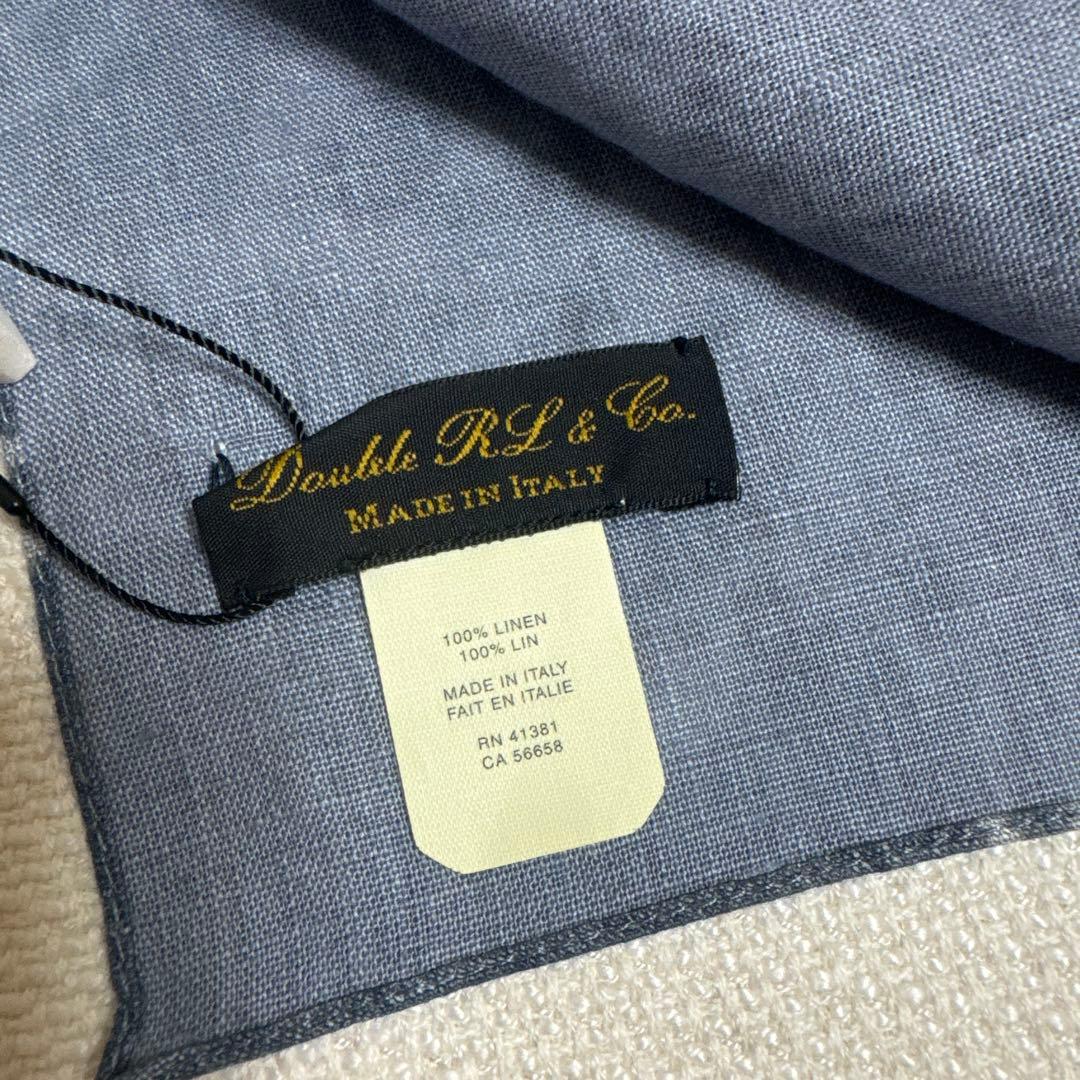 Double RL & Co.
MADE IN ITALY
100% LINEN
100% LIN
MADE IN ITALY
FAIT EN ITALIE
RN 41381
CA 56658